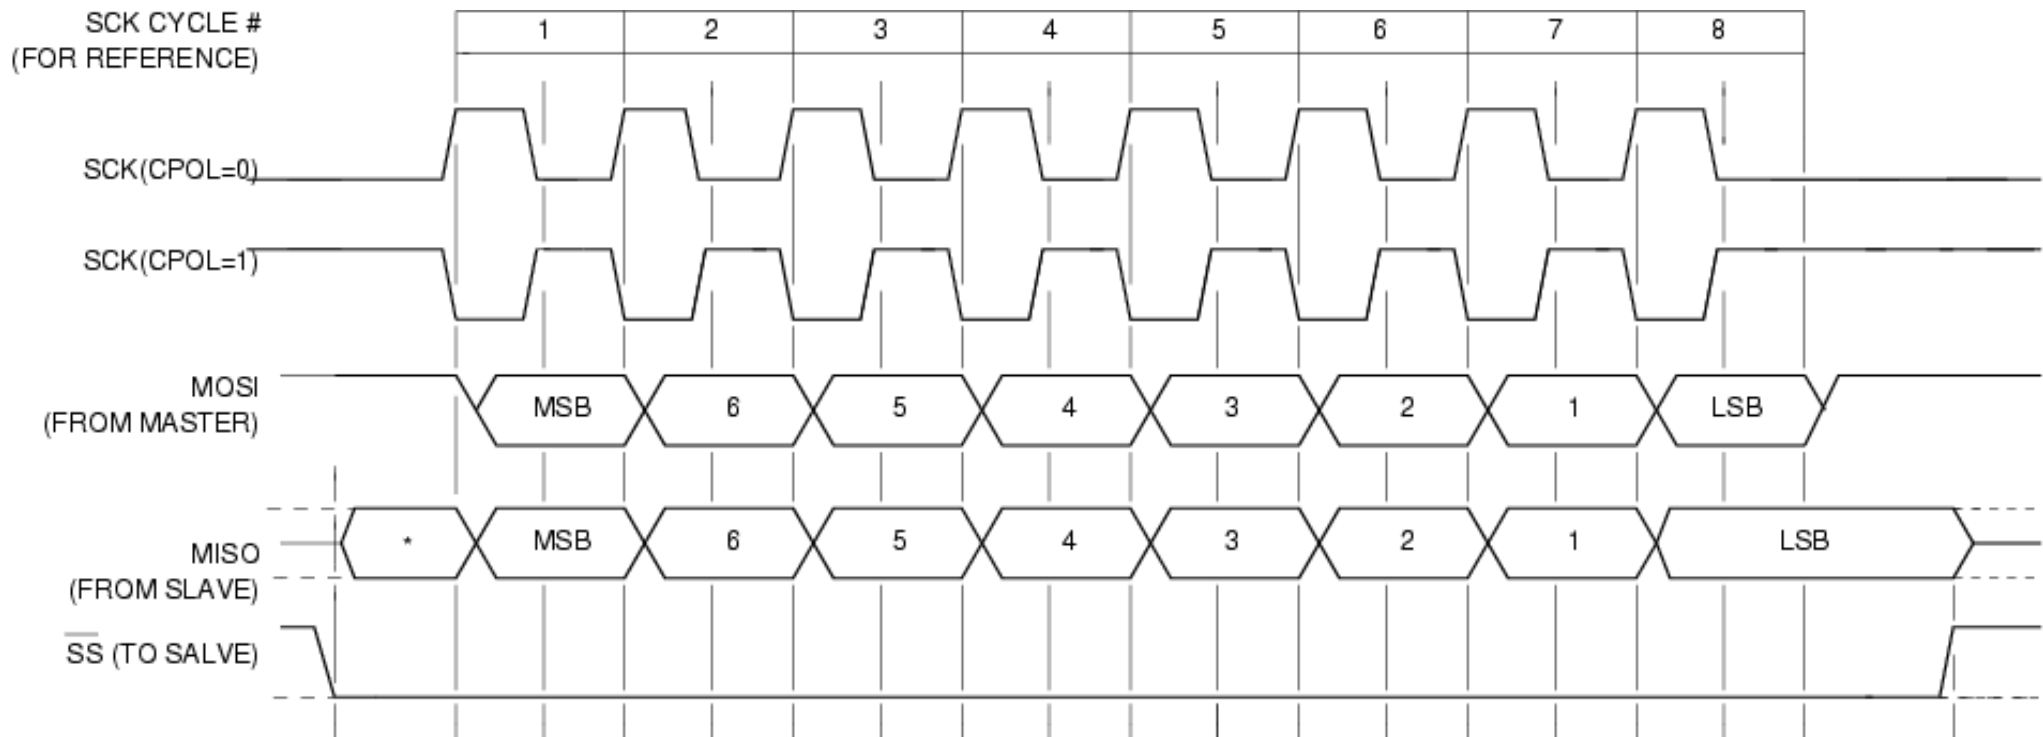 SCK CYCLE #
(FOR REFERENCE)
1 2 3 4 5 6 7 8
SCK(CPOL=0)
SCK(CPOL=1)
MOSI
(FROM MASTER)
MSB 6 5 4 3 2 1 LSB
MISO
(FROM SLAVE)
* MSB 6 5 4 3 2 1 LSB
SS (TO SALVE)